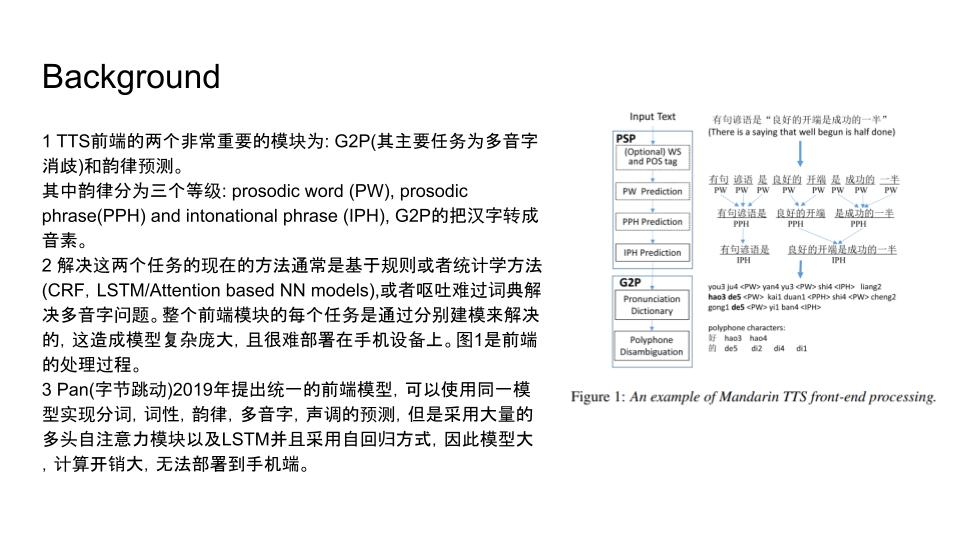 Background
1 TTS前端的两个非常重要的模块为: G2P(其主要任务为多音字
消歧)和韵律预测。
其中韵律分为三个等级: prosodic word (PW), prosodic
phrase(PPH) and intonational phrase (IPH), G2P的把汉字转成
音素。
2 解决这两个任务的现在的方法通常是基于规则或者统计学方法
(CRF, LSTM/Attention based NN models),或者呕吐难过词典解
决多音字问题。整个前端模块的每个任务是通过分别建模来解决
的, 这造成模型复杂庞大, 且很难部署在手机设备上。图1是前端
的处理过程。
3 Pan(字节跳动)2019年提出统一的前端模型, 可以使用同一模
型实现分词, 词性, 韵律, 多音字, 声调的预测, 但是采用大量的
多头自注意力模块以及LSTM并且采用自回归方式, 因此模型大
, 计算开销大, 无法部署到手机端。
Input Text
PSP
(Optional) WS
and POS tag
PW Prediction
PPH Prediction
IPH Prediction
G2P
Pronunciation
Dictionary
Polyphone
Disambiguation
有句谚语是“良好的开端是成功的一半”
(There is a saying that well begun is half done)
有句 谚语 是 良好的 开端 是 成功的 一半
PW PW PW PW PW PW PW PW
有句谚语是 良好的开端 是成功的一半
PPH PPH PPH
有句谚语是 良好的开端是成功的一半
IPH IPH
you3 ju4 <PW> yan4 yu3 <PW> shi4 <IPH> liang2
hao3 de5 <PW> kai1 duan1 <PPH> shi4 <PW> cheng2
gong1 de5 <PW> yi1 ban4 <IPH>
polyphone characters:
好 hao3 hao4
的 de5 di2 di4 di1
Figure 1: An example of Mandarin TTS front-end processing.